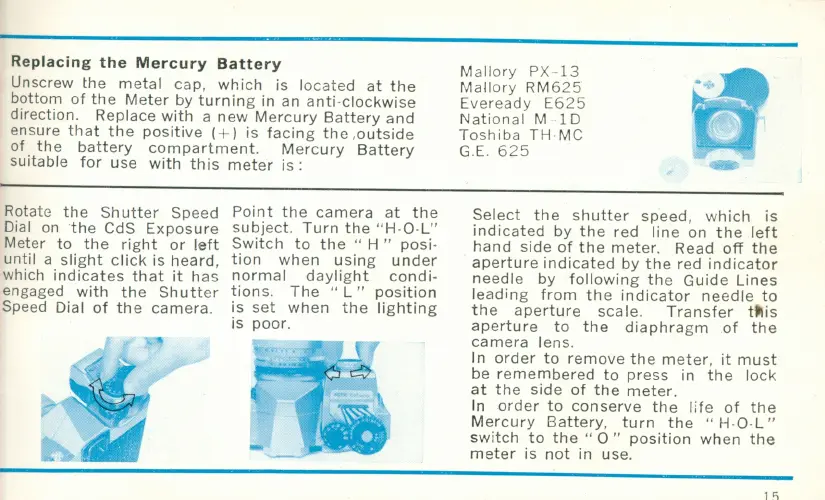 Replacing the Mercury Battery
Unscrew the metal cap, which is located at the
bottom of the Meter by turning in an anti-clockwise
direction. Replace with a new Mercury Battery and
ensure that the positive (+) is facing the ,outside
of the battery compartment. Mercury Battery
suitable for use with this meter is :
Mallory PX-13
Mallory RM625
Eveready E625
National M-1D
Toshiba TH-MC
G.E. 625
Rotate the Shutter Speed
Dial on the CdS Exposure
Meter to the right or left
until a slight click is heard,
which indicates that it has
engaged with the Shutter
Speed Dial of the camera.
Point the camera at the
subject. Turn the "H-O-L"
Switch to the "H" posi-
tion when using under
normal daylight condi-
tions. The "L" position
is set when the lighting
is poor.
Select the shutter speed, which is
indicated by the red line on the left
hand side of the meter. Read off the
aperture indicated by the red indicator
needle by following the Guide Lines
leading from the indicator needle to
the aperture scale. Transfer this
aperture to the diaphragm of the
camera lens.
In order to remove the meter, it must
be remembered to press in the lock
at the side of the meter.
In order to conserve the life of the
Mercury Battery, turn the "H-O-L"
switch to the "O" position when the
meter is not in use.
15